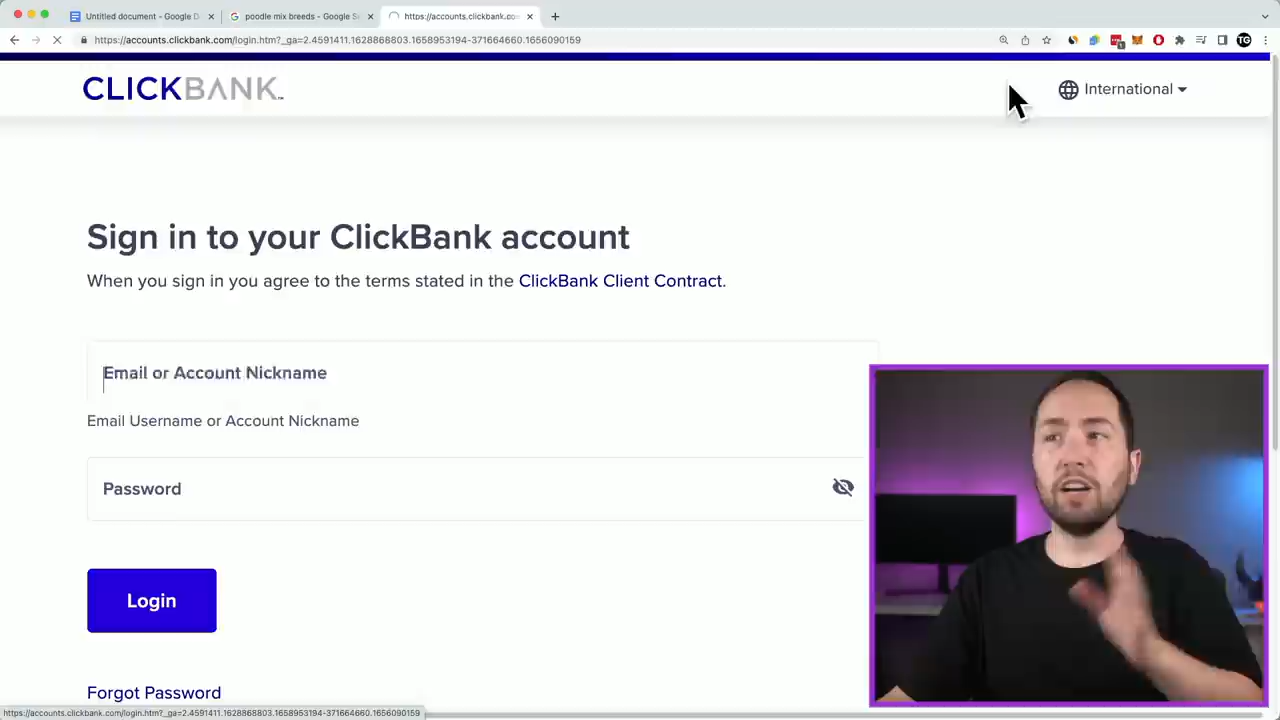 Untitled document - Google D
poodle mix breeds - Google Se
https://accounts.clickbank.co
https://accounts.clickbank.com/login.htm?_ga=2.4591411.1628868803.1658953194-371664660.1656090159
TG
CLICKBANK
International
Sign in to your ClickBank account
When you sign in you agree to the terms stated in the ClickBank Client Contract.
Email or Account Nickname
Email Username or Account Nickname
Password
Login
Forgot Password
https://accounts.clickbank.com/login.htm?_ga=2.4591411.1628868803.1658953194-371664660.1656090159